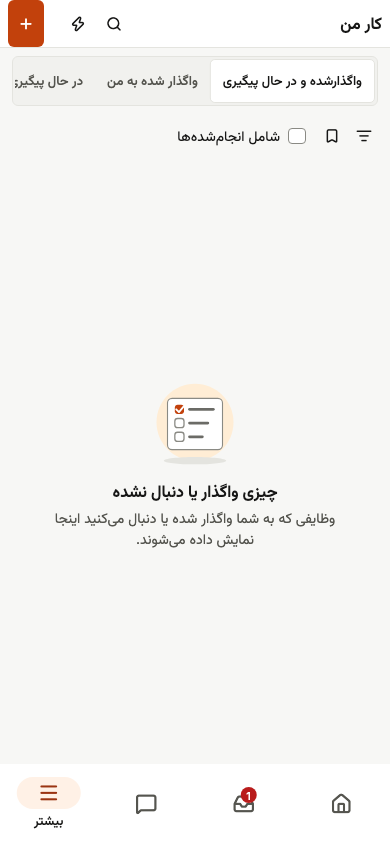 کار من
واگذارشده و در حال پیگیری
واگذار شده به من
در حال پیگیری
شامل انجام‌شده‌ها
چیزی واگذار یا دنبال نشده
وظایفی که به شما واگذار شده یا دنبال می‌کنید اینجا
نمایش داده می‌شوند.
1
بیشتر